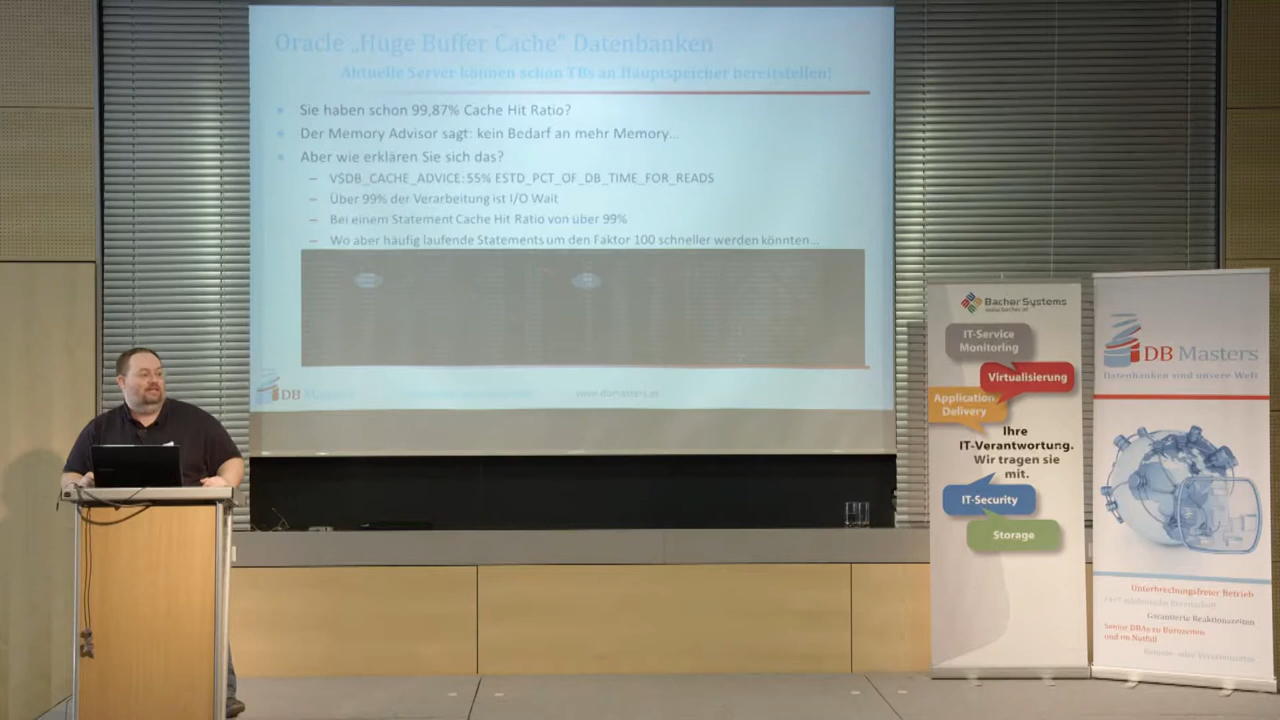 Oracle „Huge Buffer Cache“ Datenbanken
Aktuelle Server können schon TBs an Hauptspeicher bereitstellen!
Sie haben schon 99,87% Cache Hit Ratio?
Der Memory Advisor sagt: kein Bedarf an mehr Memory...
Aber wie erklären Sie sich das?
– V$DB_CACHE_ADVICE: 55% ESTD_PCT_OF_DB_TIME_FOR_READS
– Über 99% der Verarbeitung ist I/O Wait
– Bei einem Statement Cache Hit Ratio von über 99%
– Wo aber häufig laufende Statements um den Faktor 100 schneller werden könnten...
DB Masters
www.dbmasters.at
Bacher Systems
www.bacher.at
IT-Service
Monitoring
Virtualisierung
Application
Delivery
Ihre
IT-Verantwortung.
Wir tragen sie
mit.
IT-Security
Storage
DB Masters
Datenbanken sind unsere Welt
Unterbrechungsfreier Betrieb
Garantierte Reaktionszeiten
Senior DBAs zu Bürozeiten
und im Notfall